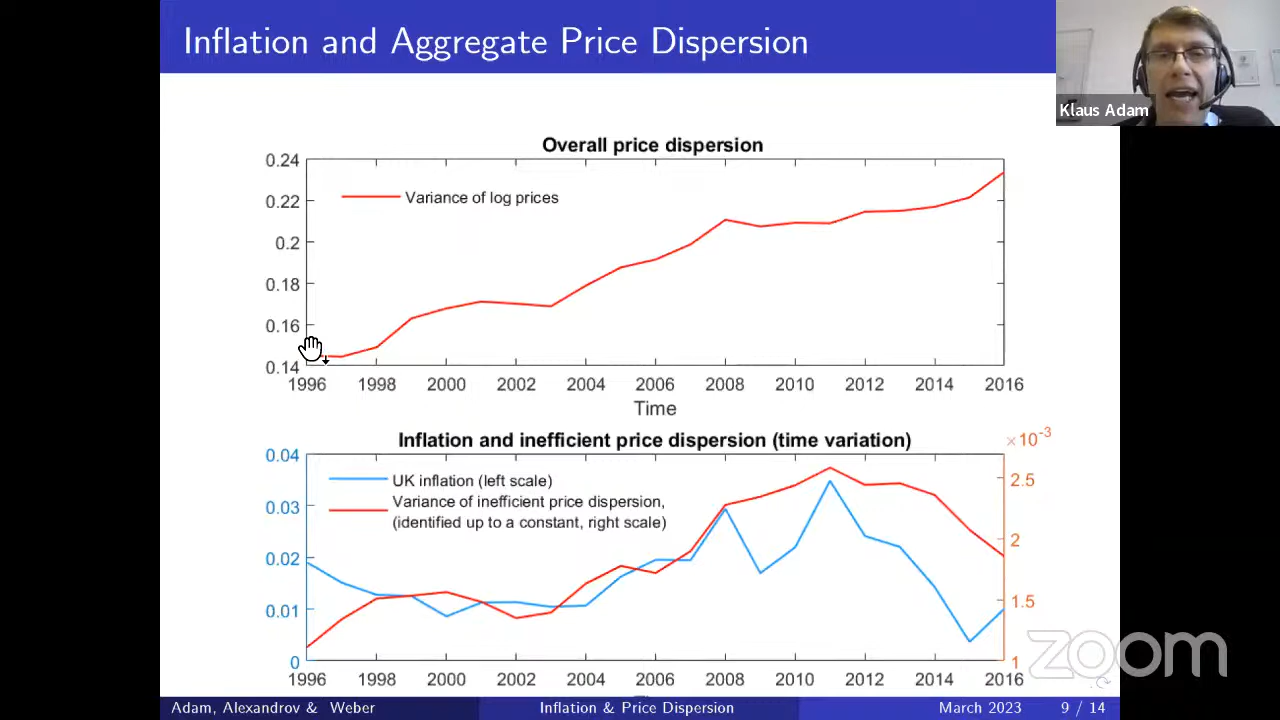 Inflation and Aggregate Price Dispersion
Klaus Adam
Overall price dispersion
0.24
0.22
0.2
0.18
0.16
0.14
Variance of log prices
1996 1998 2000 2002 2004 2006 2008 2010 2012 2014 2016
Time
Inflation and inefficient price dispersion (time variation)
×10-3
0.04
0.03
0.02
0.01
0
UK inflation (left scale)
Variance of inefficient price dispersion,
(identified up to a constant, right scale)
2.5
2
1.5
1
1996 1998 2000 2002 2004 2006 2008 2010 2012 2014 2016
zoom
Adam, Alexandrov & Weber Inflation & Price Dispersion March 2023 9 / 14